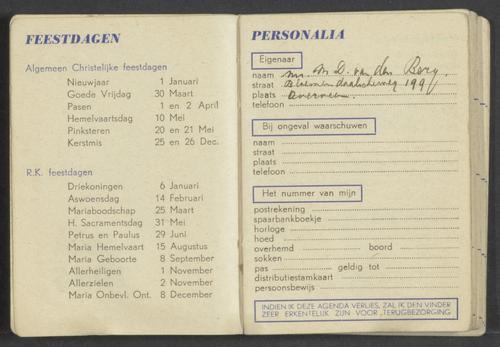 FEESTDAGEN
Algemeen Christelijke feestdagen
Nieuwjaar 1 Januari
Goede Vrijdag 30 Maart
Pasen 1 en 2 April
Hemelvaartsdag 10 Mei
Pinksteren 20 en 21 Mei
Kerstmis 25 en 26 Dec.
R.K. feestdagen
Driekoningen 6 Januari
Aswoensdag 14 Februari
Mariaboodschap 25 Maart
H. Sacramentsdag 31 Mei
Petrus en Paulus 29 Juni
Maria Hemelvaart 15 Augustus
Maria Geboorte 8 September
Allerheiligen 1 November
Allerzielen 2 November
Maria Onbevl. Ont. 8 December
PERSONALIA
Eigenaar
naam D. van den Berg.
straat 199
plaats Overveen.
telefoon
Bij ongeval waarschuwen
naam
straat
plaats
telefoon
Het nummer van mijn
postrekening
spaarbankboekje
horloge
hoed
overhemd boord
sokken
pas geldig tot
distributiestamkaart
persoonsbewijs
INDIEN IK DEZE AGENDA VERLIES, ZAL IK DEN VINDER
ZEER ERKENTELIJK ZIJN VOOR TERUGBEZORGING